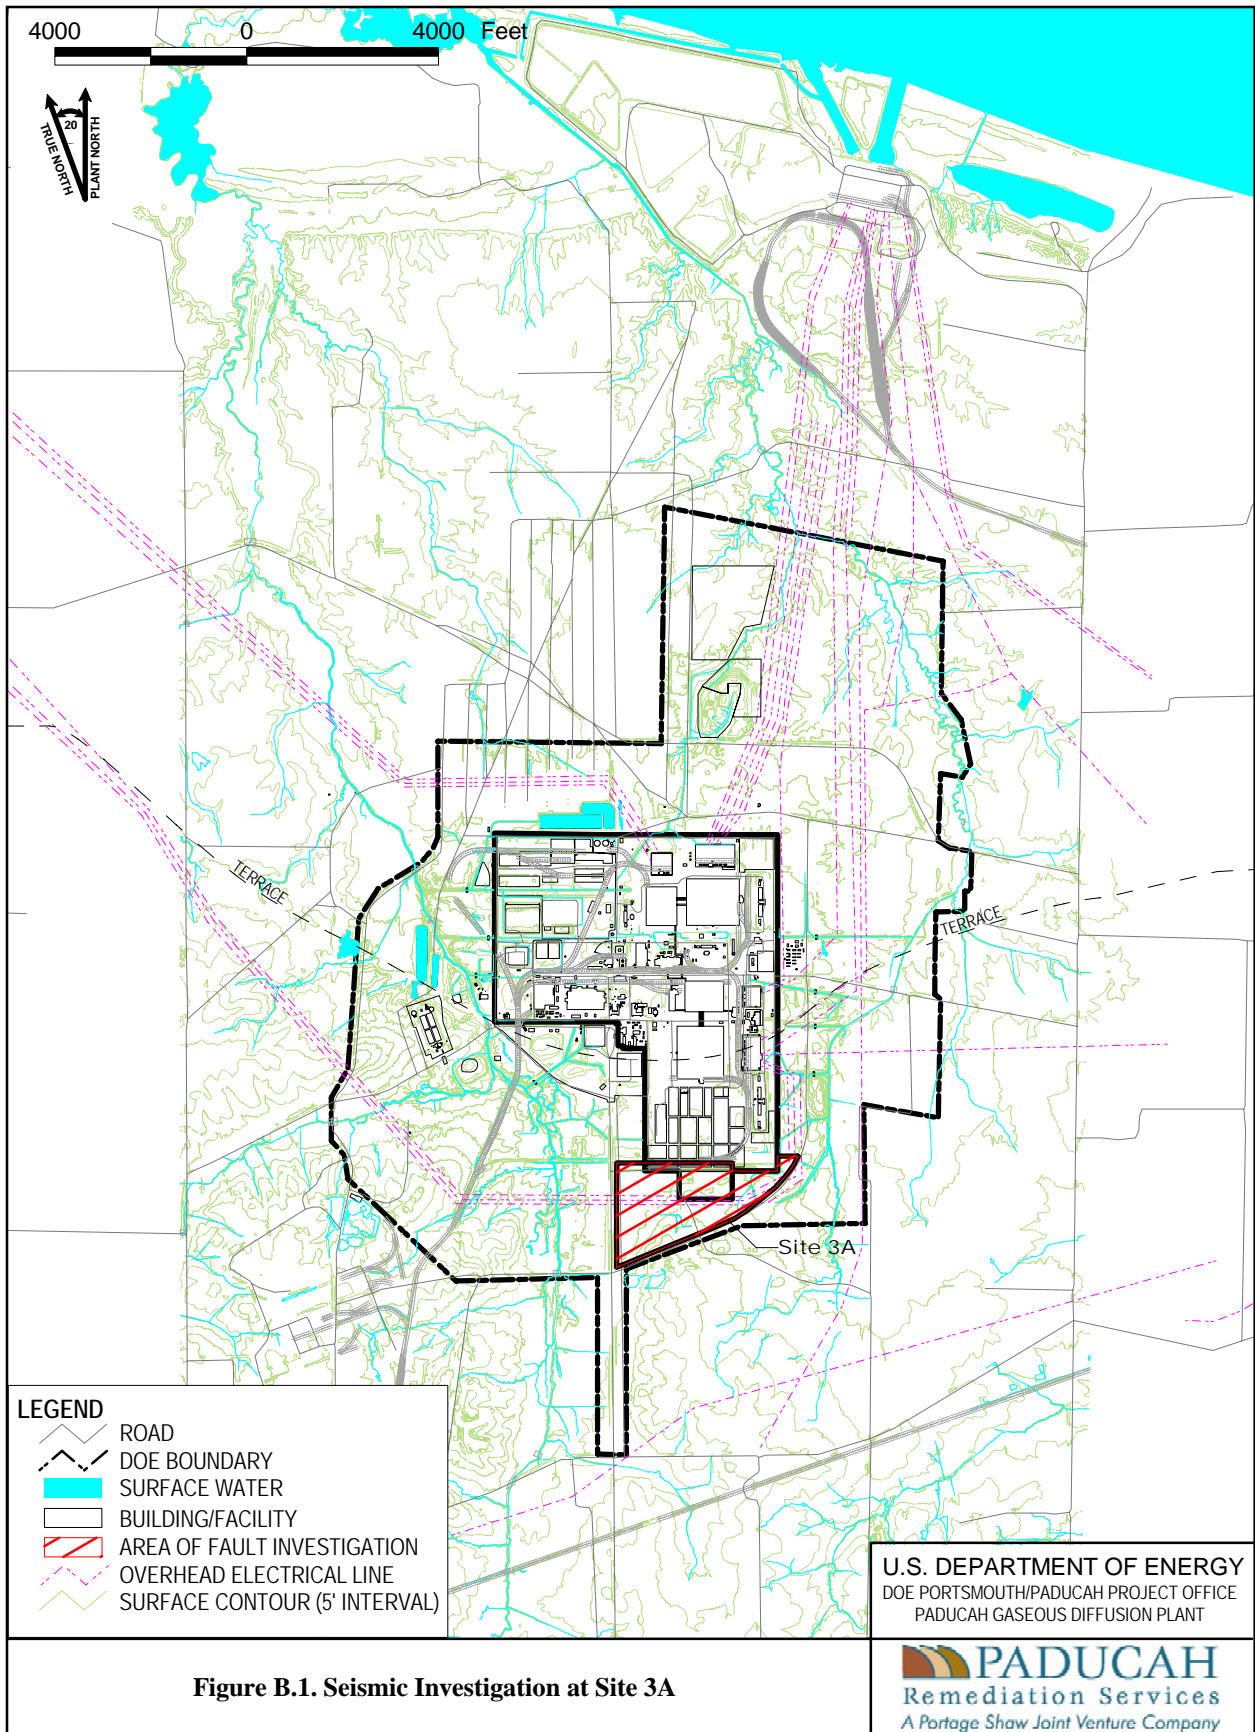 4000 0 4000 Feet
20
TRUE NORTH
PLANT NORTH
TERRACE
TERRACE
Site 3A
LEGEND
ROAD
DOE BOUNDARY
SURFACE WATER
BUILDING/FACILITY
AREA OF FAULT INVESTIGATION
OVERHEAD ELECTRICAL LINE
SURFACE CONTOUR (5' INTERVAL)
U.S. DEPARTMENT OF ENERGY
DOE PORTSMOUTH/PADUCAH PROJECT OFFICE
PADUCAH GASEOUS DIFFUSION PLANT
Figure B.1. Seismic Investigation at Site 3A
PADUCAH
Remediation Services
A Portage Shaw Joint Venture Company